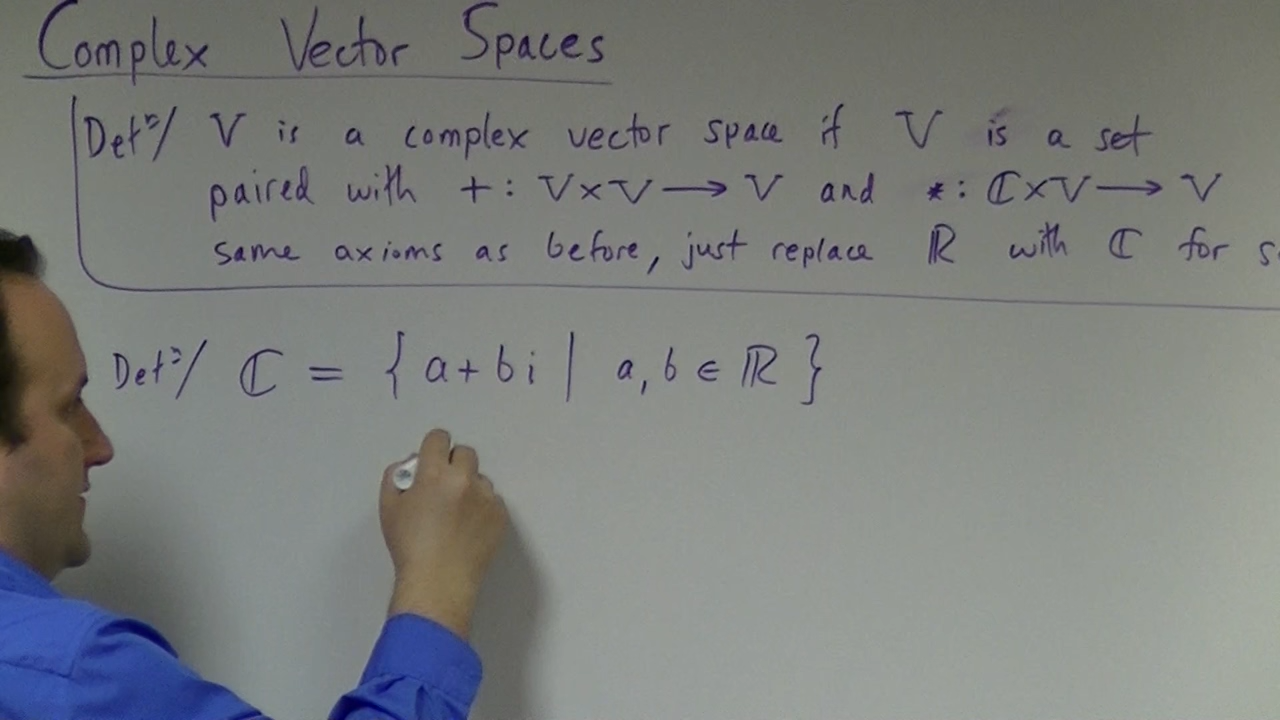 Complex Vector Spaces
Defⁿ/ V is a complex vector space if V is a set
paired with + : V×V → V and * : ℂ×V → V
same axioms as before, just replace ℝ with ℂ for
Defⁿ/ ℂ = { a + b i | a, b ∈ ℝ }